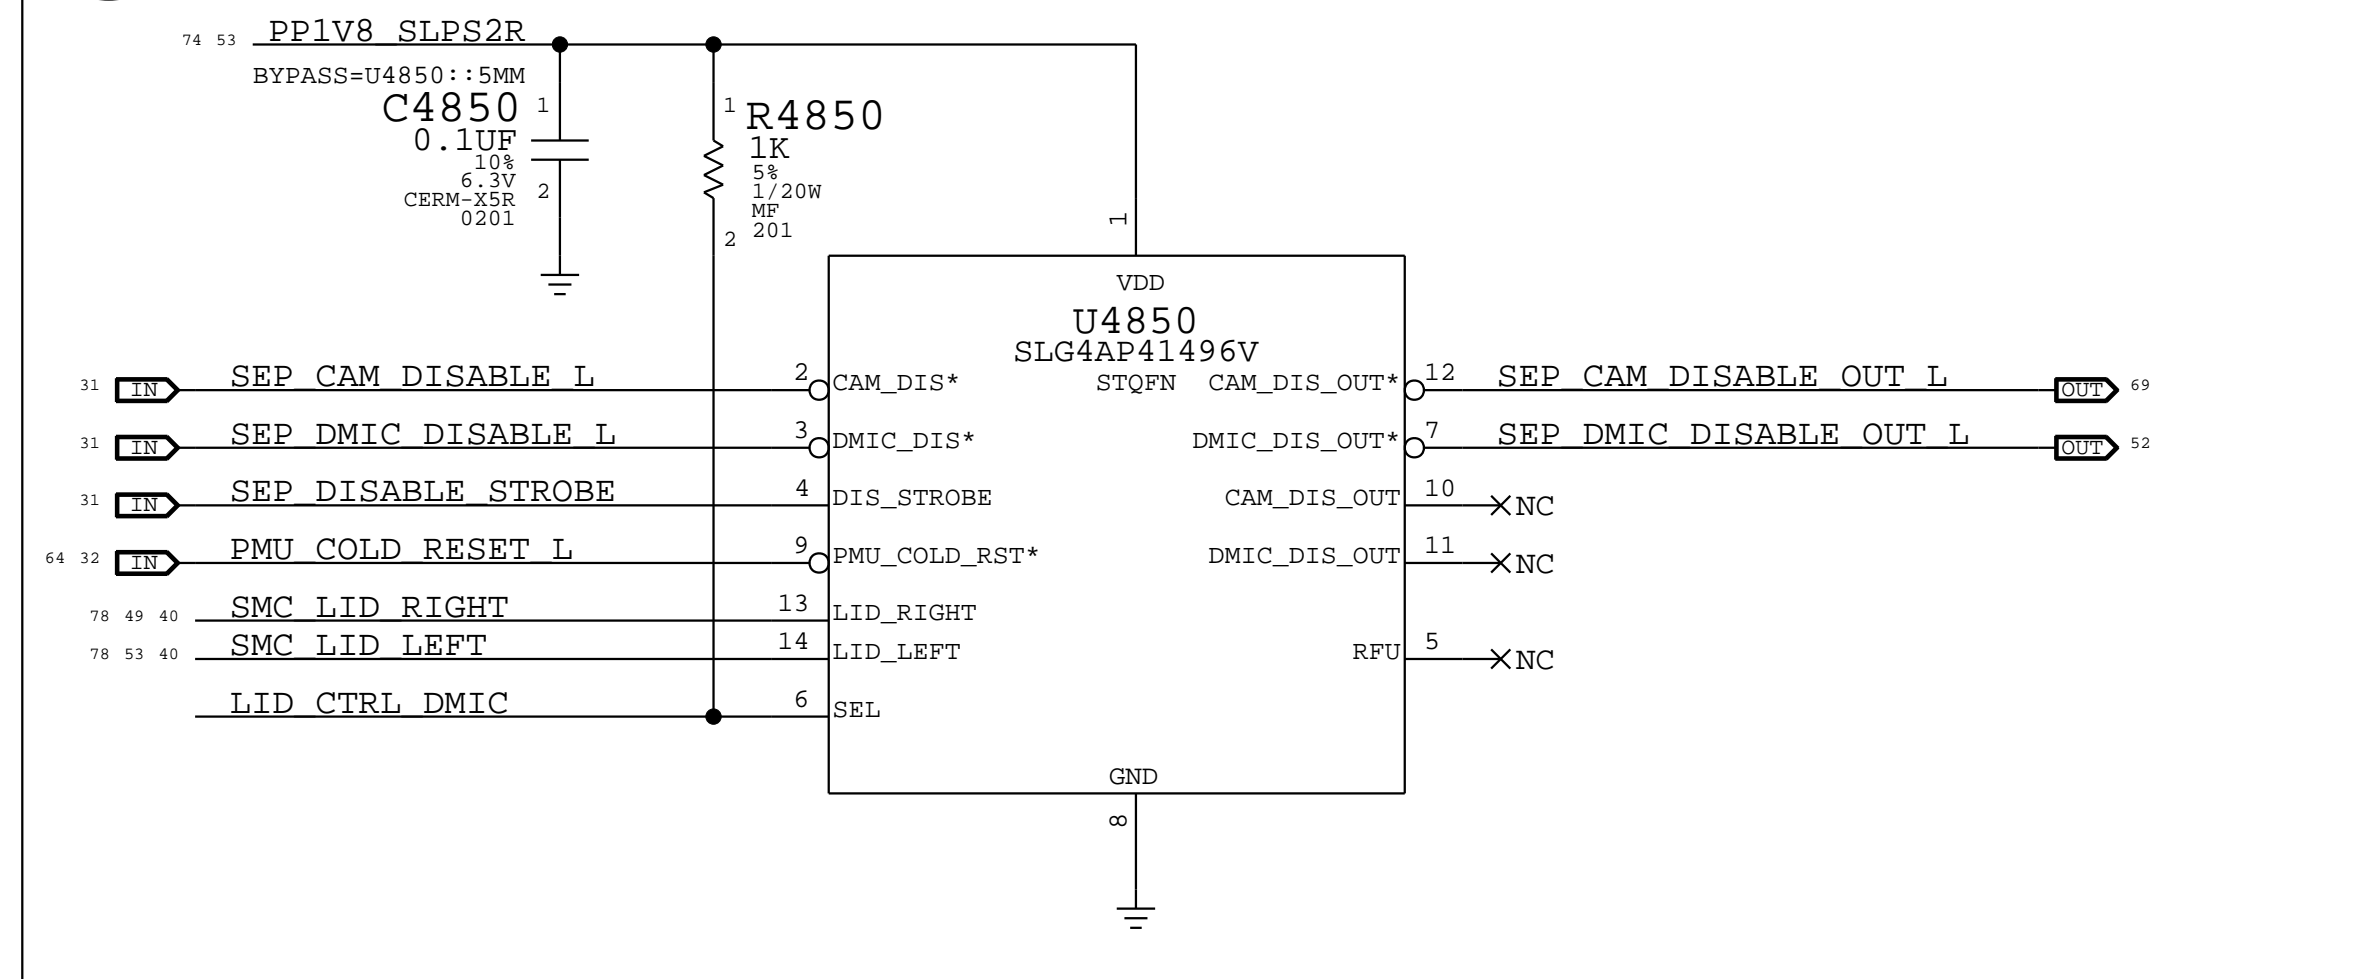 74 53 PP1V8_SLPS2R
BYPASS=U4850::5MM
C4850 1
0.1UF
10%
6.3V
CERM-X5R 2
0201
1 R4850
1K
5%
1/20W
MF
201
2
1
VDD
U4850
SLG4AP41496V
STQFN
31 IN SEP_CAM_DISABLE_L 2 CAM_DIS* CAM_DIS_OUT* 12 SEP_CAM_DISABLE_OUT_L OUT 69
31 IN SEP_DMIC_DISABLE_L 3 DMIC_DIS* DMIC_DIS_OUT* 7 SEP_DMIC_DISABLE_OUT_L OUT 52
31 IN SEP_DISABLE_STROBE 4 DIS_STROBE CAM_DIS_OUT 10 NC
64 32 IN PMU_COLD_RESET_L 9 PMU_COLD_RST* DMIC_DIS_OUT 11 NC
78 49 40 SMC_LID_RIGHT 13 LID_RIGHT
78 53 40 SMC_LID_LEFT 14 LID_LEFT RFU 5 NC
LID_CTRL_DMIC 6 SEL
GND
8